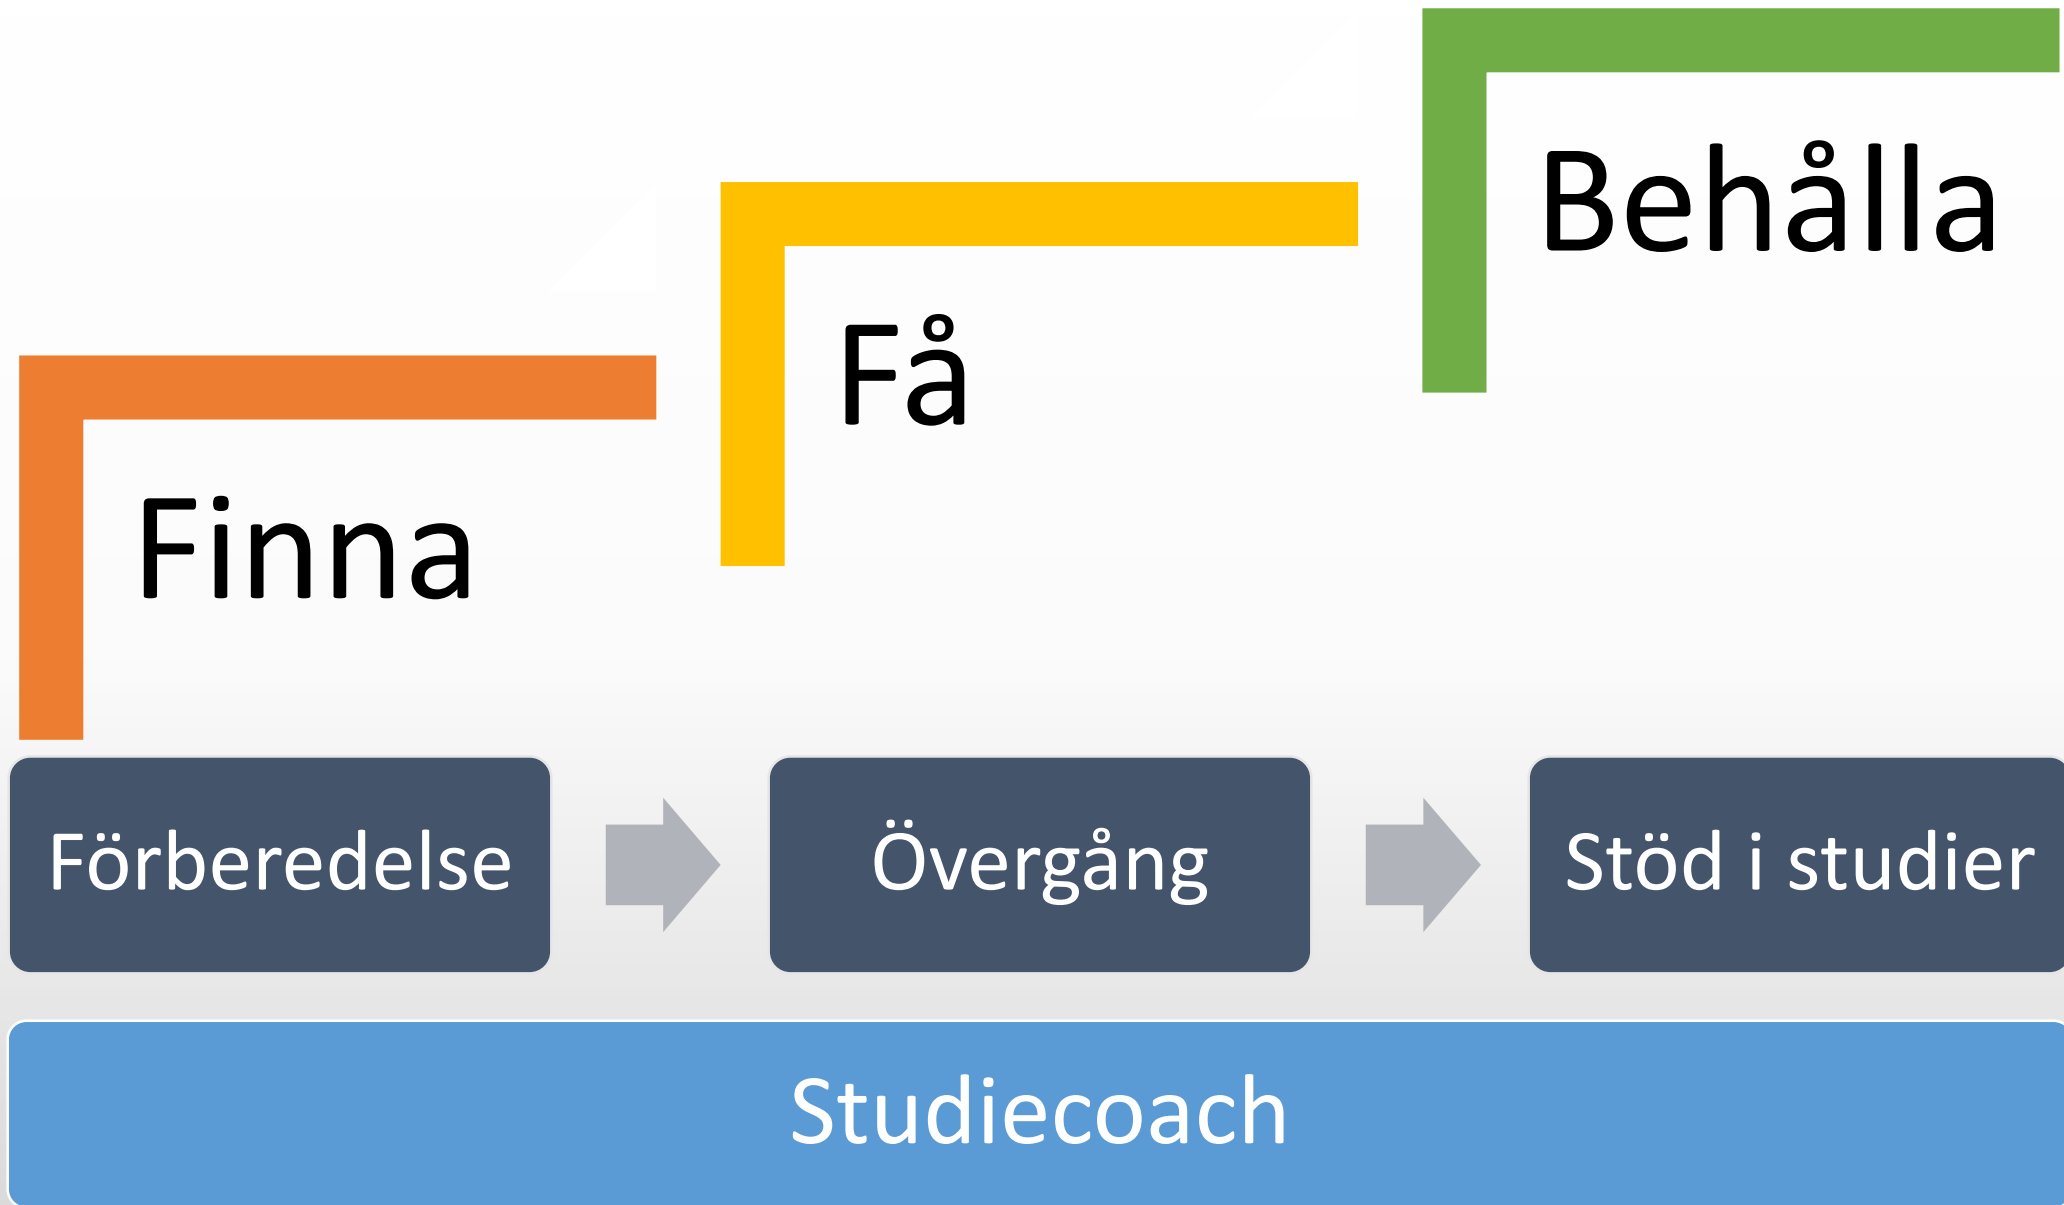 Finna
Få
Behålla
Förberedelse
Övergång
Stöd i studier
Studiecoach